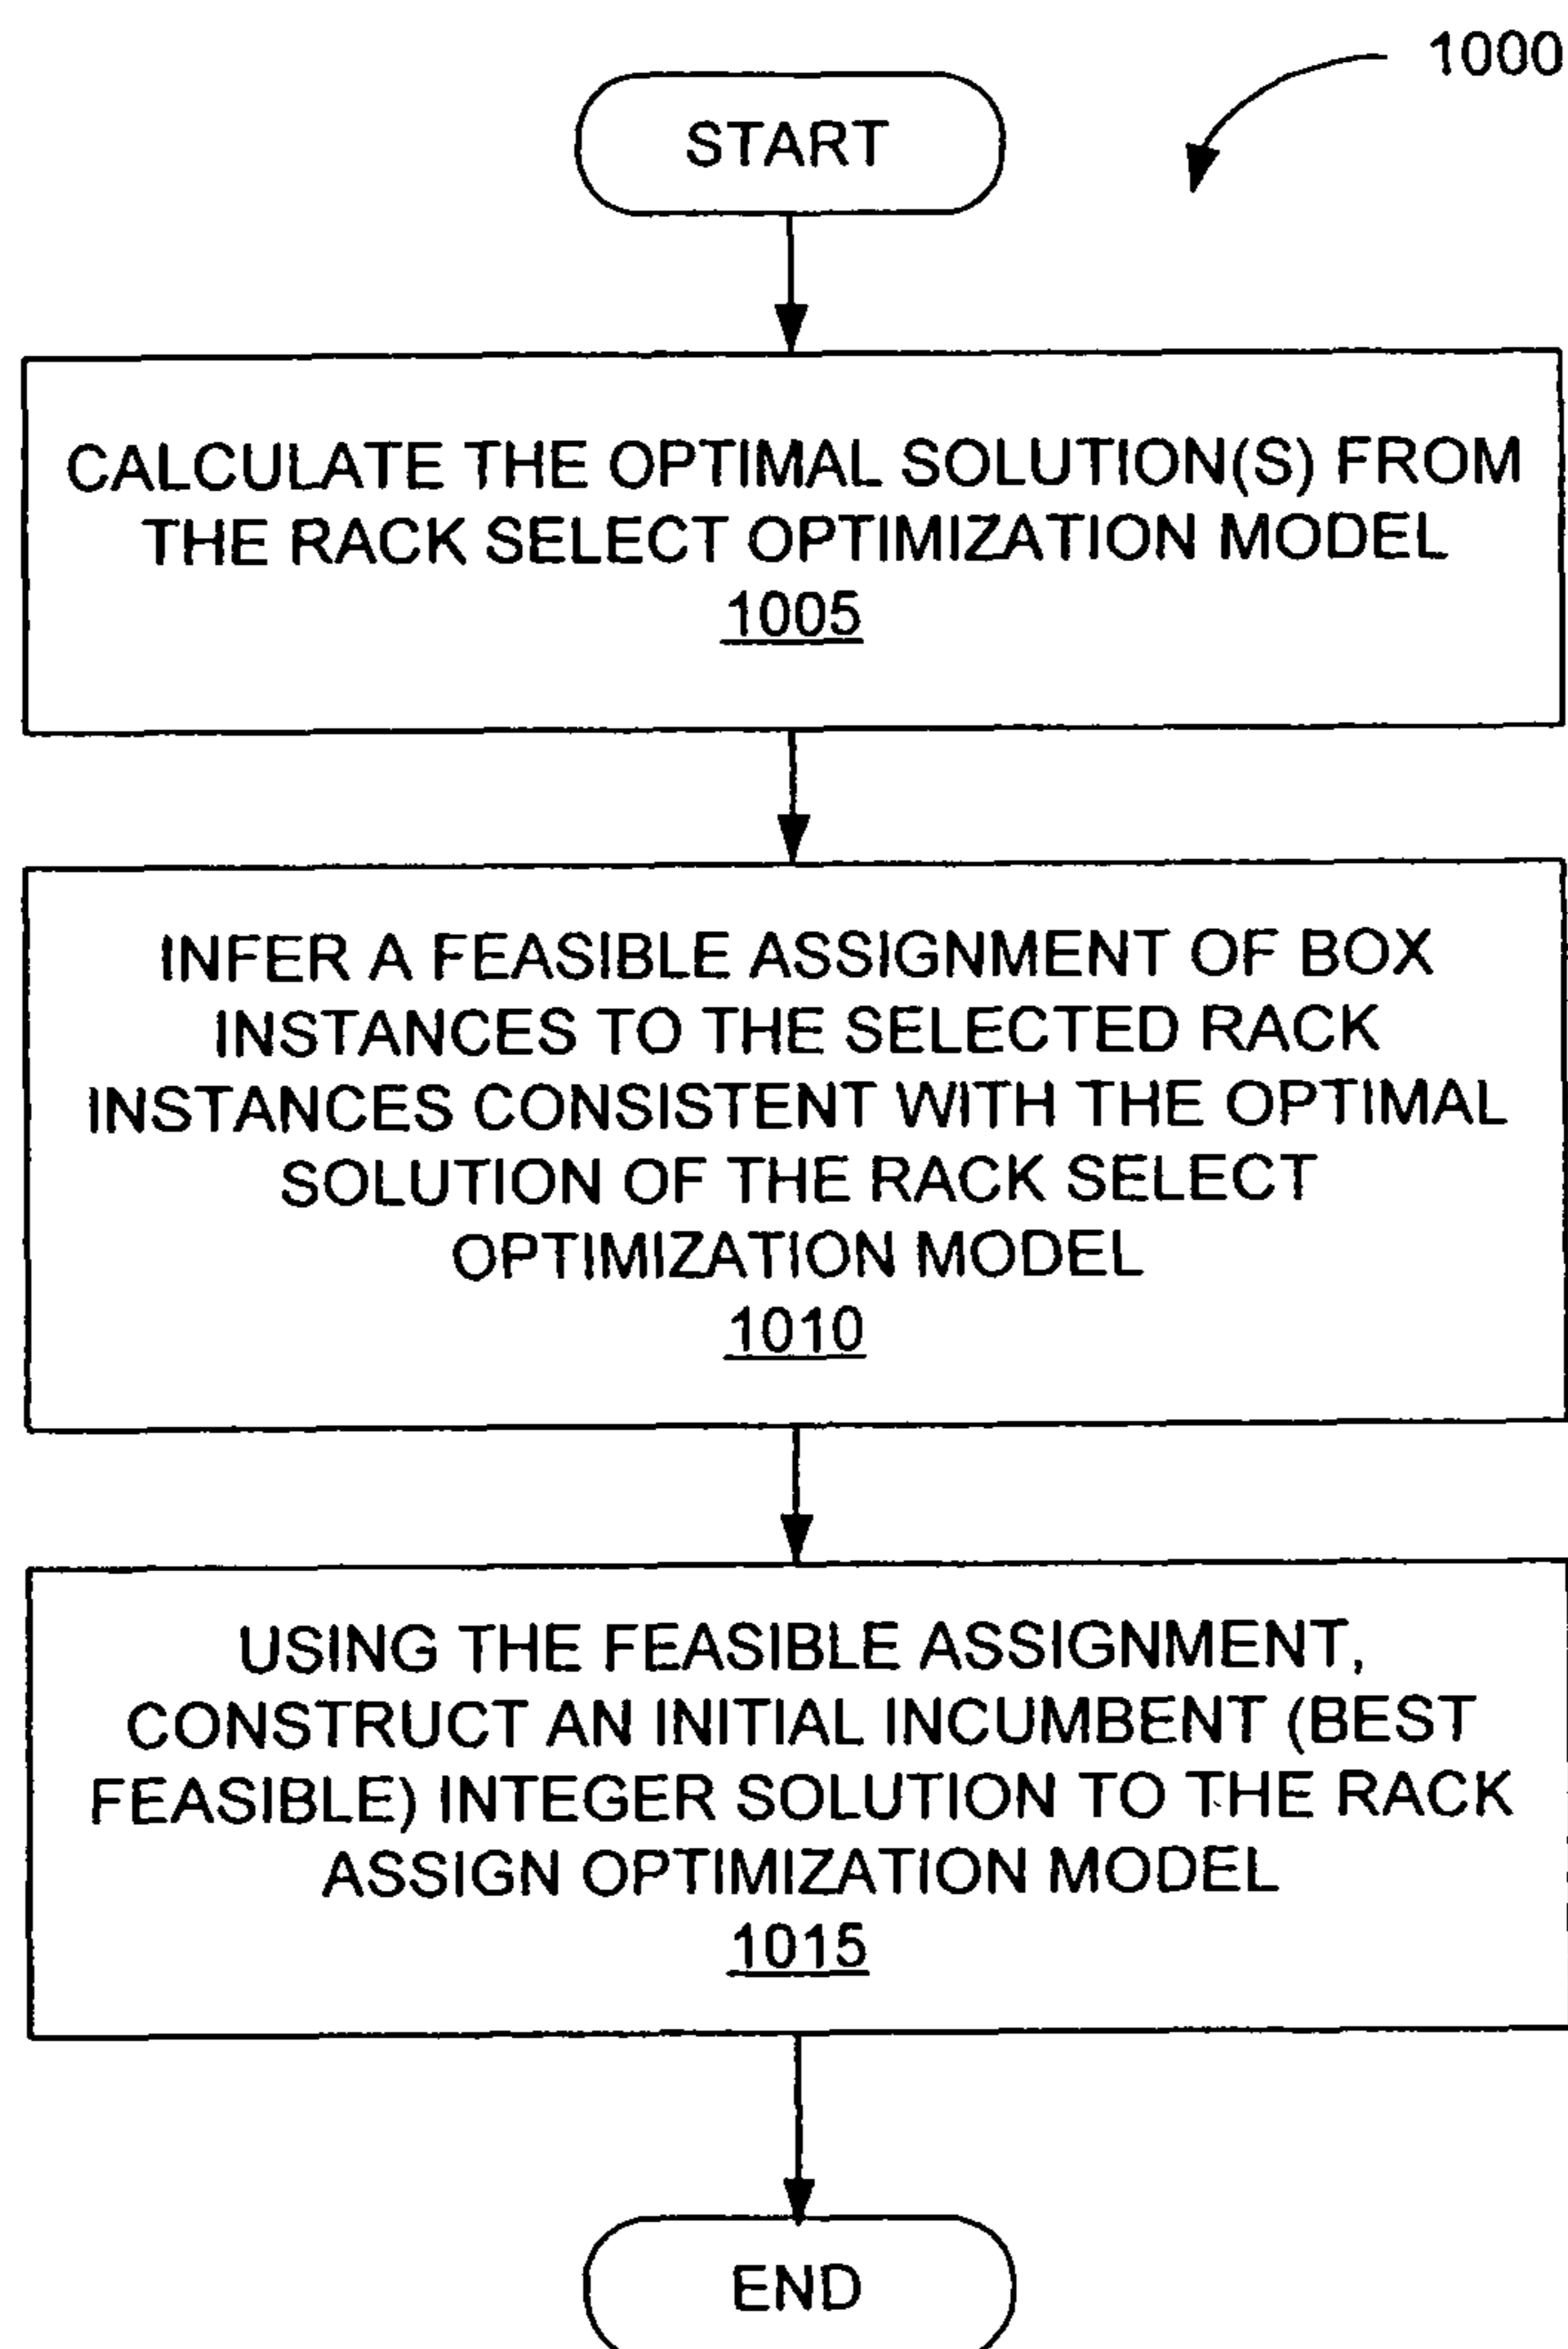 1000
START
CALCULATE THE OPTIMAL SOLUTION(S) FROM
THE RACK SELECT OPTIMIZATION MODEL
1005
INFER A FEASIBLE ASSIGNMENT OF BOX
INSTANCES TO THE SELECTED RACK
INSTANCES CONSISTENT WITH THE OPTIMAL
SOLUTION OF THE RACK SELECT
OPTIMIZATION MODEL
1010
USING THE FEASIBLE ASSIGNMENT,
CONSTRUCT AN INITIAL INCUMBENT (BEST
FEASIBLE) INTEGER SOLUTION TO THE RACK
ASSIGN OPTIMIZATION MODEL
1015
END